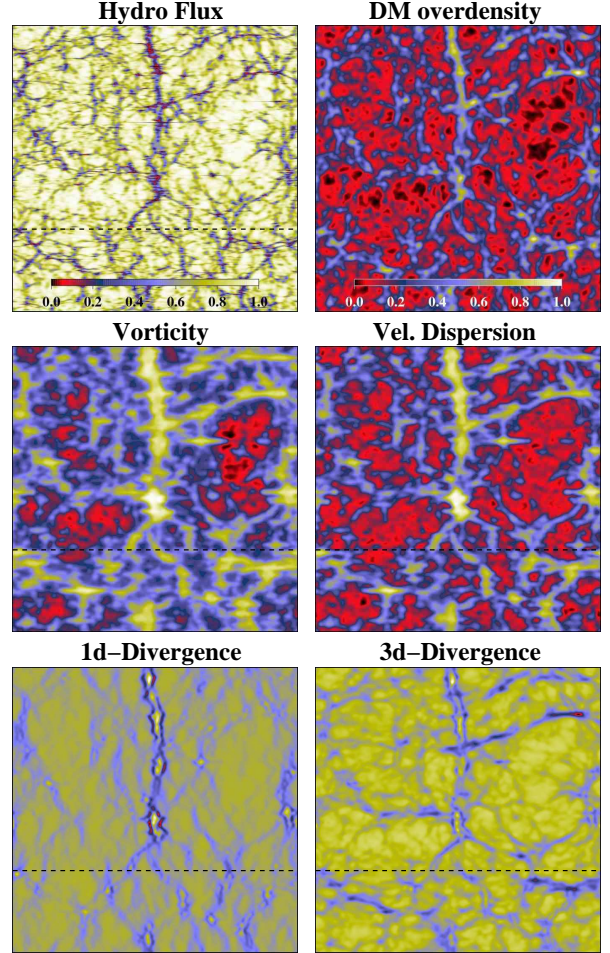 Hydro Flux
DM overdensity
0.0 0.2 0.4 0.6 0.8 1.0
0.0 0.2 0.4 0.6 0.8 1.0
Vorticity
Vel. Dispersion
1d−Divergence
3d−Divergence